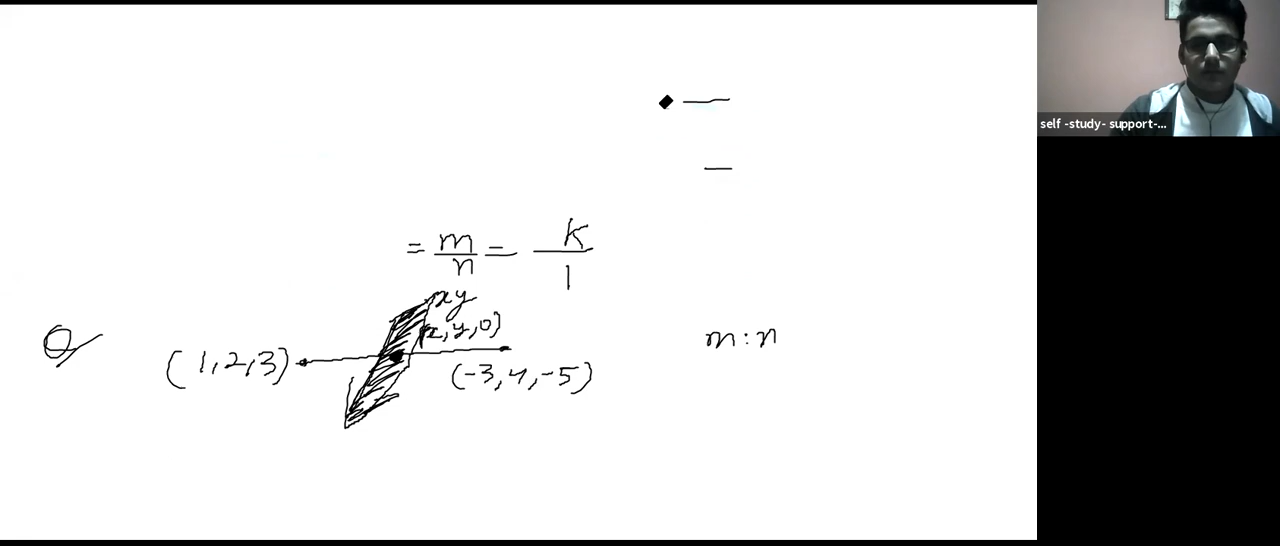 self -study- support-...
= m/n = k/1
xy
Q
(x,y,0)
m:n
(1,2,3)
(-3,4,-5)